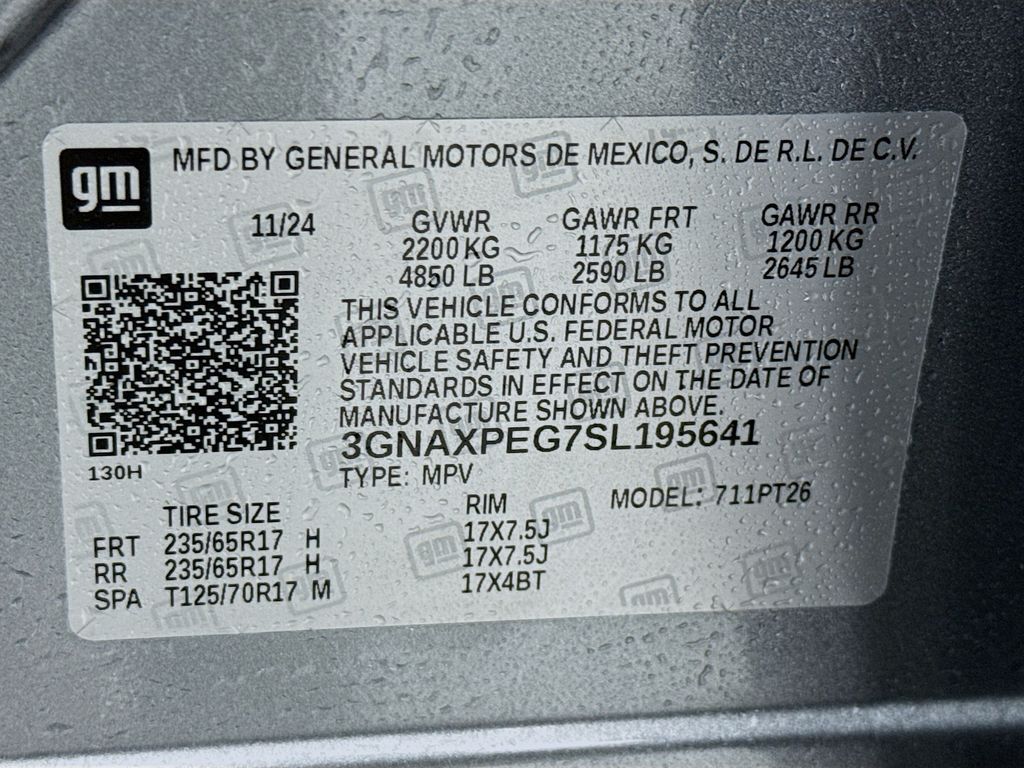 gm MFD BY GENERAL MOTORS DE MEXICO, S. DE R.L. DE C.V.
11/24 GVWR GAWR FRT GAWR RR
2200 KG 1175 KG 1200 KG
4850 LB 2590 LB 2645 LB
THIS VEHICLE CONFORMS TO ALL
APPLICABLE U.S. FEDERAL MOTOR
VEHICLE SAFETY AND THEFT PREVENTION
STANDARDS IN EFFECT ON THE DATE OF
MANUFACTURE SHOWN ABOVE.
3GNAXPEG7SL195641
130H TYPE: MPV
TIRE SIZE RIM MODEL: 711PT26
FRT 235/65R17 H 17X7.5J
RR 235/65R17 H 17X7.5J
SPA T125/70R17 M 17X4BT